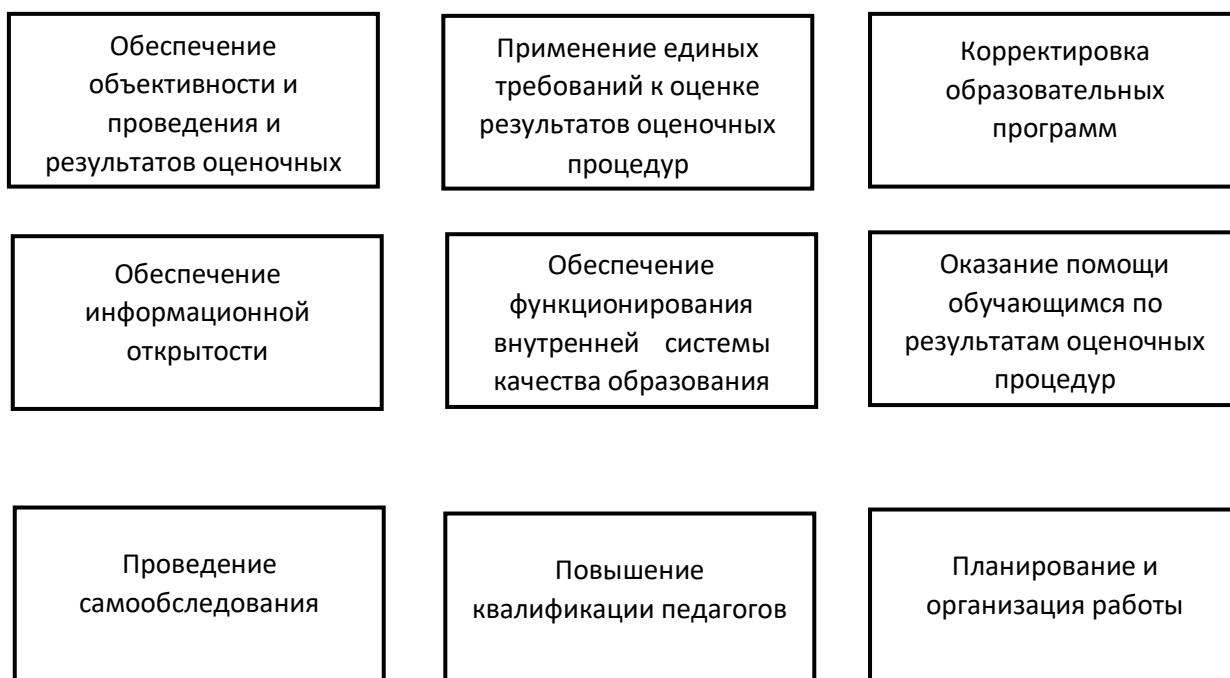 Обеспечение
объективности и
проведения и
результатов оценочных
Применение единых
требований к оценке
результатов оценочных
процедур
Корректировка
образовательных
программ
Обеспечение
информационной
открытости
Обеспечение
функционирования
внутренней системы
качества образования
Оказание помощи
обучающимся по
результатам оценочных
процедур
Проведение
самообследования
Повышение
квалификации педагогов
Планирование и
организация работы